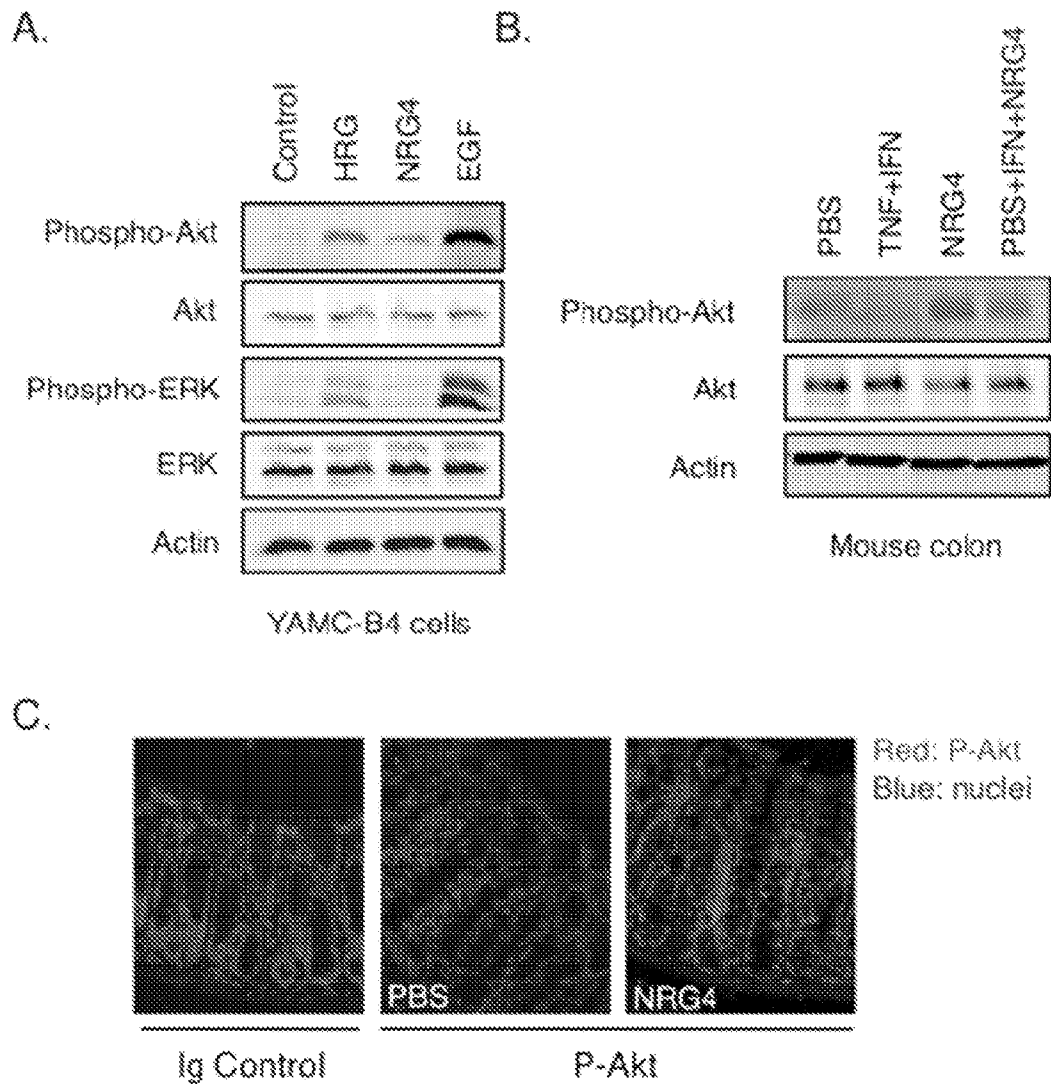 A.
Control
HRG
NRG4
EGF
Phospho-Akt
Akt
Phospho-ERK
ERK
Actin
YAMC-B4 cells
B.
PBS
TNF+IFN
NRG4
PBS+IFN+NRG4
Phospho-Akt
Akt
Actin
Mouse colon
C.
Red: P-Akt
Blue: nuclei
PBS
NRG4
Ig Control
P-Akt